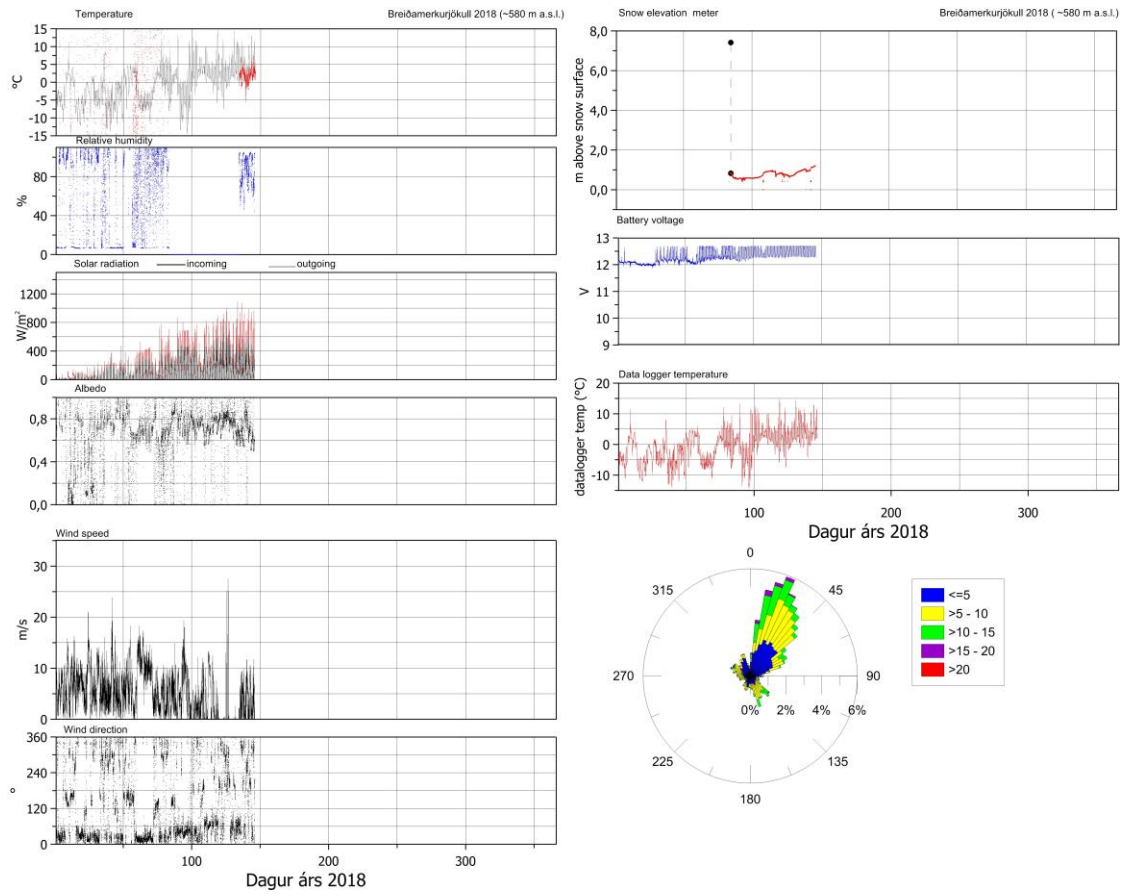 Temperature
Breiðamerkurjökull 2018 (~580 m a.s.l.)
15
10
5
0
-5
-10
15
°C
Relative humidity
80
40
0
%
Solar radiation incoming outgoing
1200
800
400
0
W/m²
Albedo
0,8
0,4
0,0
Wind speed
30
20
10
0
m/s
Wind direction
360
240
120
0
°
100 200 300
Dagur árs 2018
Snow elevation meter
Breiðamerkurjökull 2018 ( ~580 m a.s.l.)
8,0
6,0
4,0
2,0
0,0
m above snow surface
Battery voltage
13
12
11
10
9
V
Data logger temperature
20
10
0
-10
datalogger temp (°C)
100 200 300
Dagur árs 2018
0
315 45
270 90
0% 2% 4% 6%
225 135
180
<=5
>5 - 10
>10 - 15
>15 - 20
>20